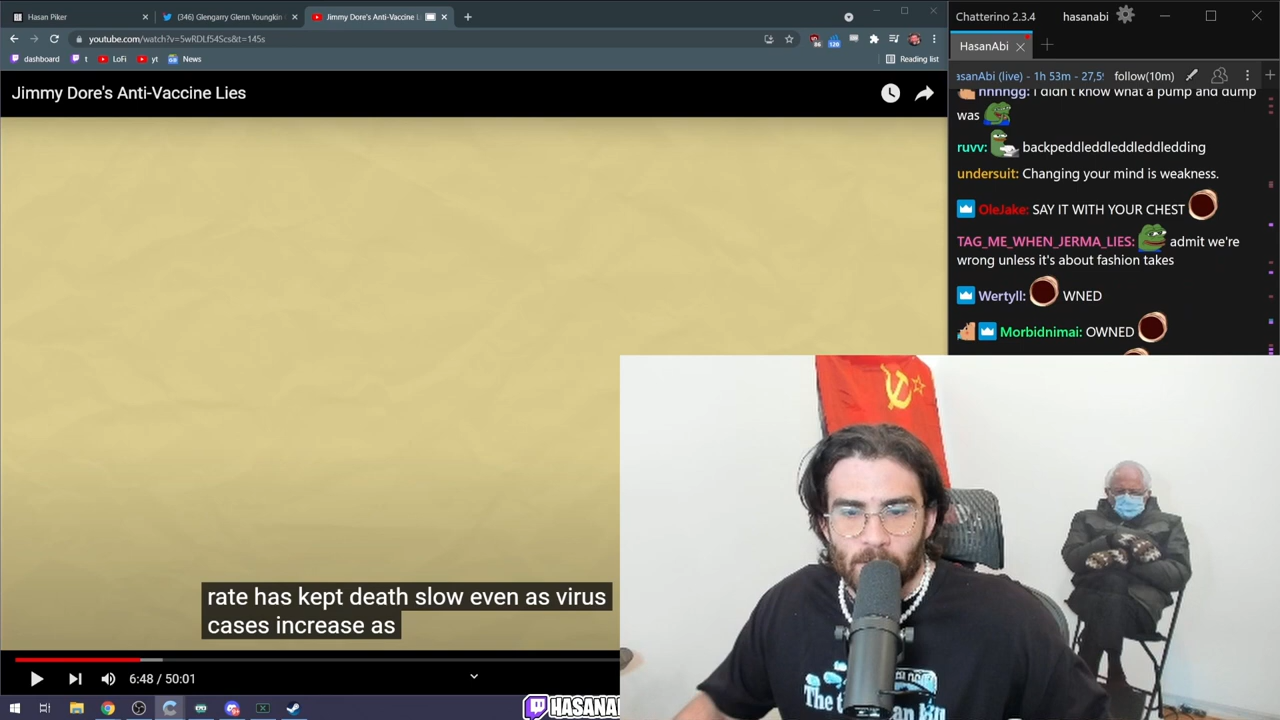 Hasan Piker
(346) Glengarry Glenn Youngkin
Jimmy Dore's Anti-Vaccine L
youtube.com/watch?v=5wRDLf54Scs&t=145s
86
120
dashboard
t
LoFi
yt
News
Reading list
Jimmy Dore's Anti-Vaccine Lies
rate has kept death slow even as virus
cases increase as
6:48 / 50:01
HASANA
Chatterino 2.3.4
hasanabi
HasanAbi
asanAbi (live) - 1h 53m - 27,5
follow(10m)
nnnngg: I didn't know what a pump and dump
was
ruvv: backpeddleddleddleddledding
undersuit: Changing your mind is weakness.
OleJake: SAY IT WITH YOUR CHEST
TAG_ME_WHEN_JERMA_LIES: admit we're
wrong unless it's about fashion takes
Wertyll: WNED
Morbidnimai: OWNED